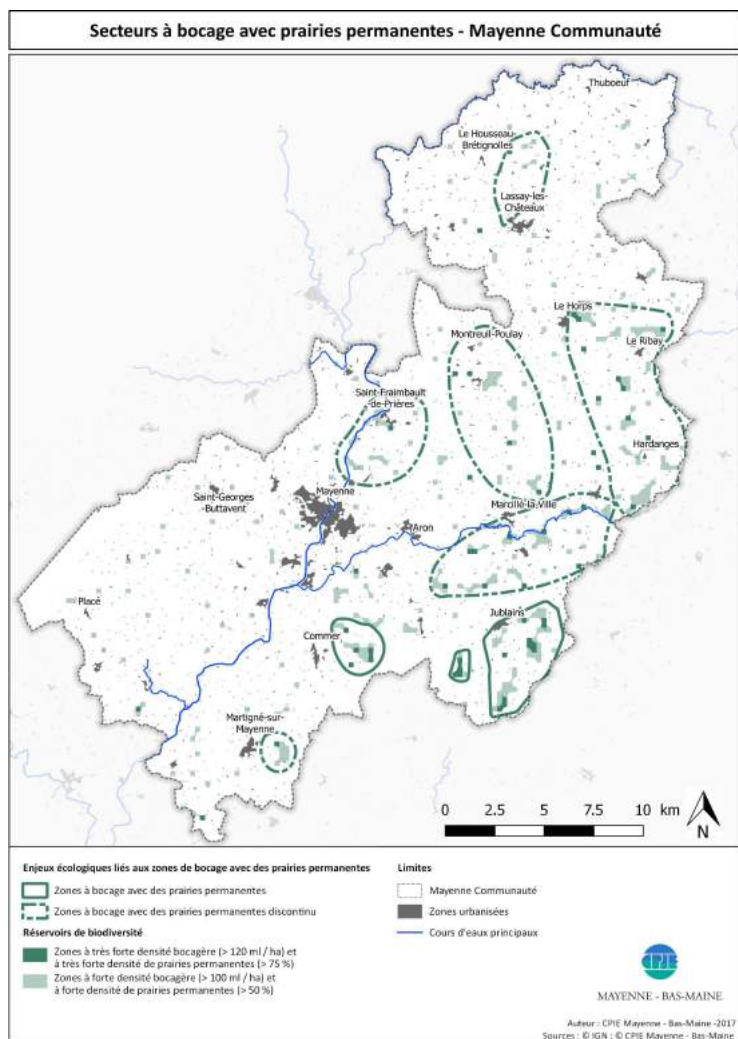 Secteurs à bocage avec prairies permanentes - Mayenne Communauté
Thuboeuf
Le Housseau-
Brétignolles
Lassay-les-
Châteaux
Le Horps
Montreuil-Poulay
Le Ribay
Saint-Fraimbault
-de-Prières
Hardanges
Saint-Georges
-Buttavent
Mayenne
Marcillé-la-Ville
Aron
Placé
Jublains
Commer
Martigné-sur-
Mayenne
0 2.5 5 7.5 10 km
N
Enjeux écologiques liés aux zones de bocage avec des prairies permanentes
Zones à bocage avec des prairies permanentes
Zones à bocage avec des prairies permanentes discontinu
Réservoirs de biodiversité
Zones à très forte densité bocagère (> 120 ml / ha) et
à très forte densité de prairies permanentes (> 75 %)
Zones à forte densité bocagère (> 100 ml / ha) et
à forte densité de prairies permanentes (> 50 %)
Limites
Mayenne Communauté
Zones urbanisées
Cours d'eaux principaux
CPIE
MAYENNE - BAS-MAINE
Auteur : CPIE Mayenne - Bas-Maine -2017
Sources : © IGN ; © CPIE Mayenne - Bas-Maine